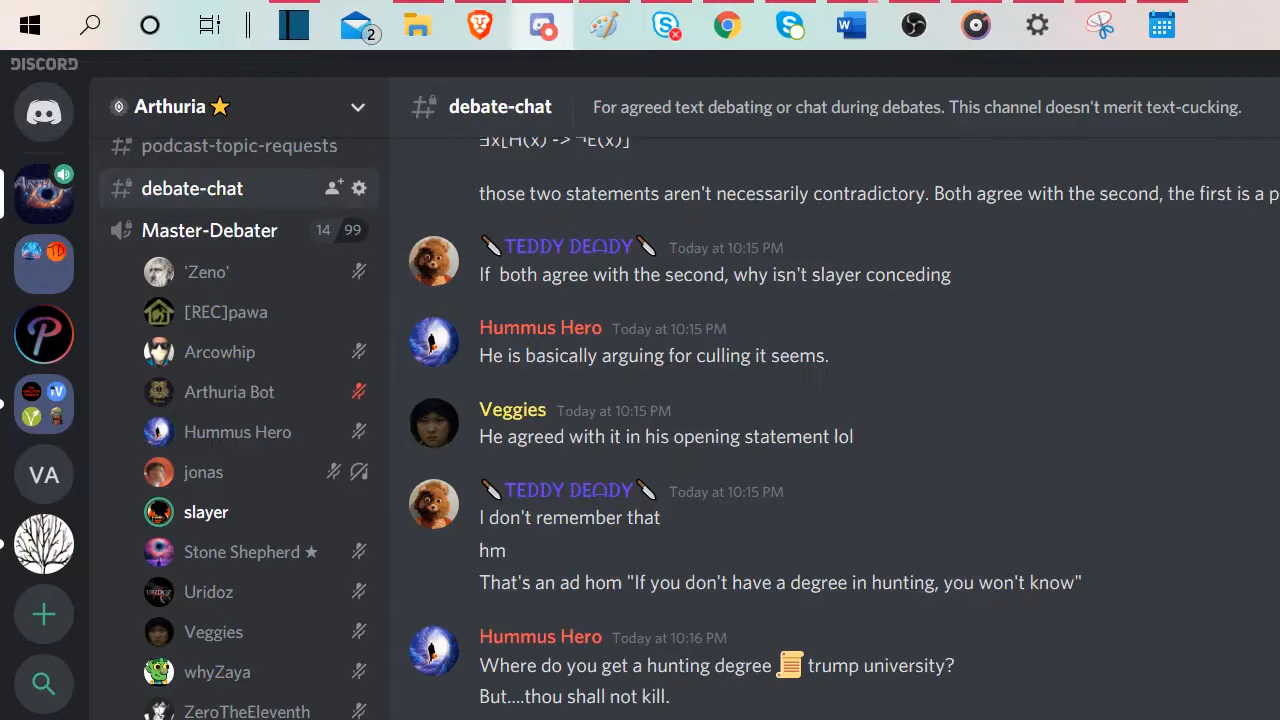 2
DISCORD
Arthuria ⭐
podcast-topic-requests
debate-chat
Master-Debater 14 99
'Zeno'
[REC]pawa
Arcowhip
Arthuria Bot
Hummus Hero
jonas
slayer
Stone Shepherd ★
Uridoz
Veggies
whyZaya
ZeroTheEleventh
VA
debate-chat
For agreed text debating or chat during debates. This channel doesn't merit text-cucking.
∃x[H(x) -> ¬E(x)]
those two statements aren't necessarily contradictory. Both agree with the second, the first is a p
🔪TEDDY DEᗩDY🔪 Today at 10:15 PM
If both agree with the second, why isn't slayer conceding
Hummus Hero Today at 10:15 PM
He is basically arguing for culling it seems.
Veggies Today at 10:15 PM
He agreed with it in his opening statement lol
🔪TEDDY DEᗩDY🔪 Today at 10:15 PM
I don't remember that
hm
That's an ad hom "If you don't have a degree in hunting, you won't know"
Hummus Hero Today at 10:16 PM
Where do you get a hunting degree 📜 trump university?
But....thou shall not kill.